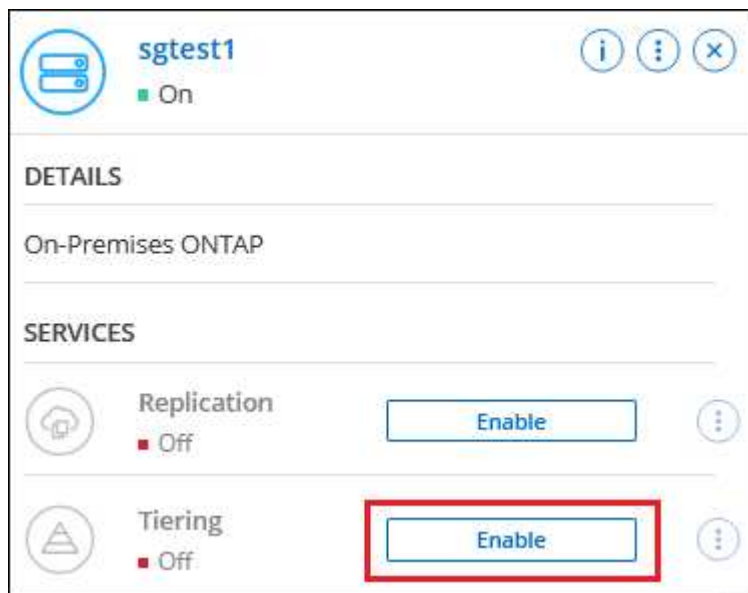 sgtest1
On
DETAILS
On-Premises ONTAP
SERVICES
Replication
Off
Enable
Tiering
Off
Enable